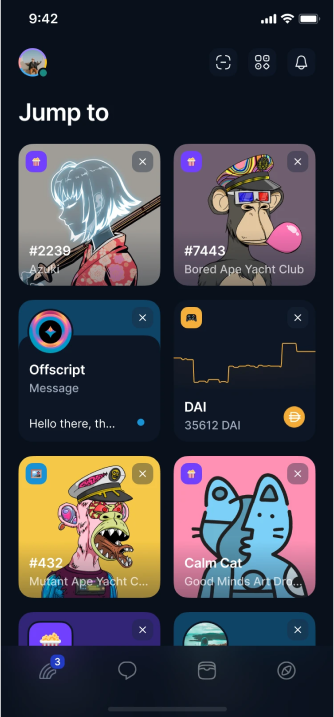 9:42
Jump to
#2239
Azuki
#7443
Bored Ape Yacht Club
Offscript
Message
Hello there, th...
DAI
35612 DAI
#432
Mutant Ape Yacht C...
Calm Cat
Good Minds Art Dro...
3